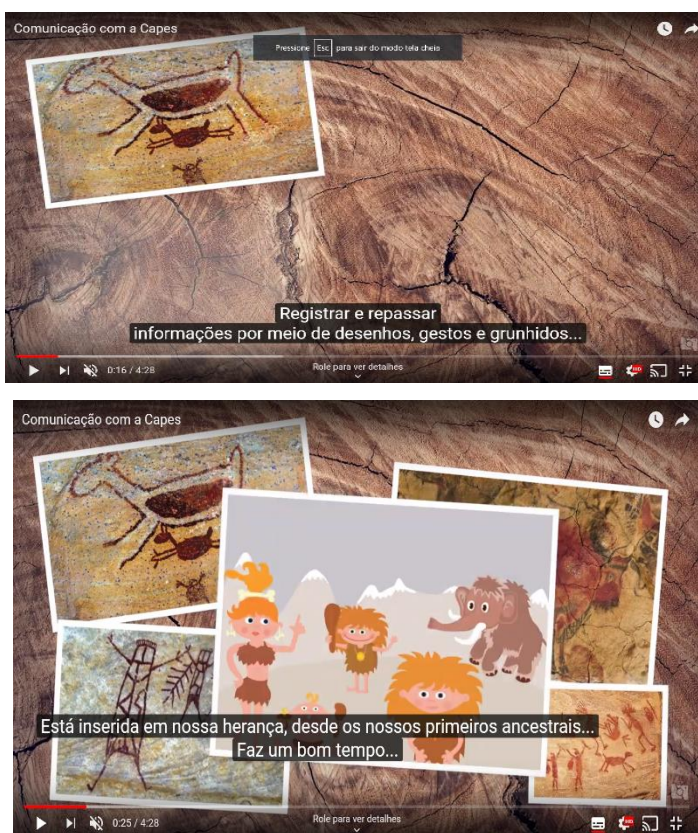 Comunicação com a Capes
Pressione Esc para sair do modo tela cheia
Registrar e repassar
informações por meio de desenhos, gestos e grunhidos...
0:16 / 4:28
Role para ver detalhes
HD
Comunicação com a Capes
Está inserida em nossa herança, desde os nossos primeiros ancestrais...
Faz um bom tempo...
0:25 / 4:28
Role para ver detalhes
HD